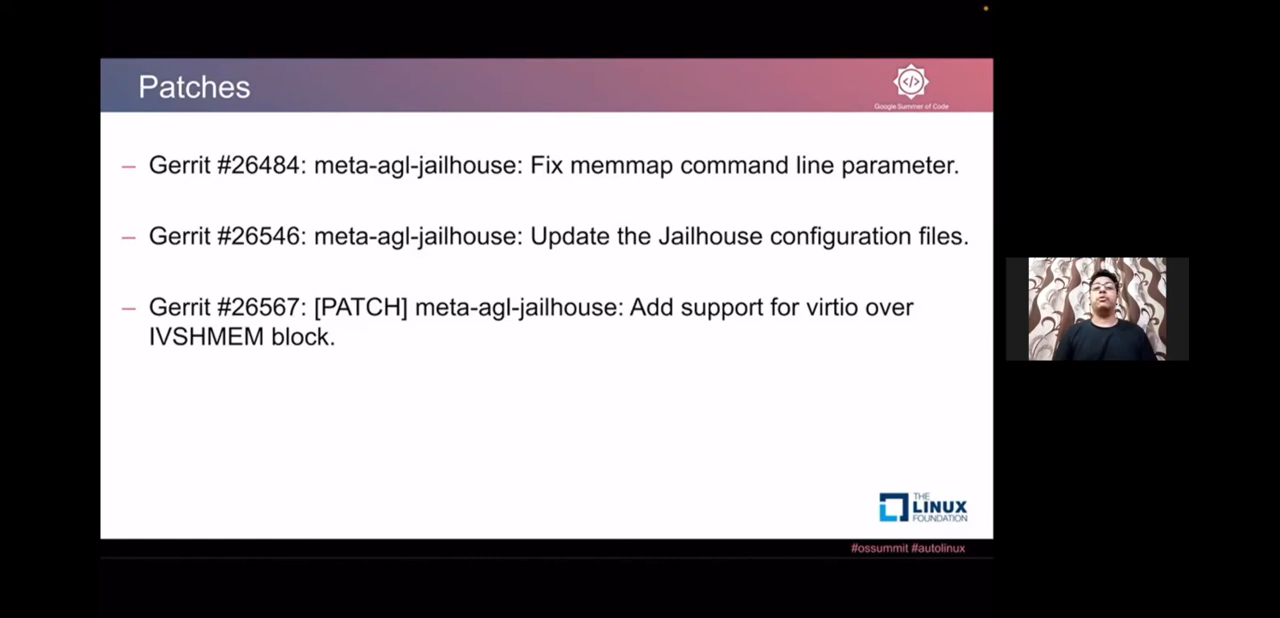 Patches
</>
Google Summer of Code
– Gerrit #26484: meta-agl-jailhouse: Fix memmap command line parameter.
– Gerrit #26546: meta-agl-jailhouse: Update the Jailhouse configuration files.
– Gerrit #26567: [PATCH] meta-agl-jailhouse: Add support for virtio over
IVSHMEM block.
THE
LINUX
FOUNDATION
#ossummit #autolinux